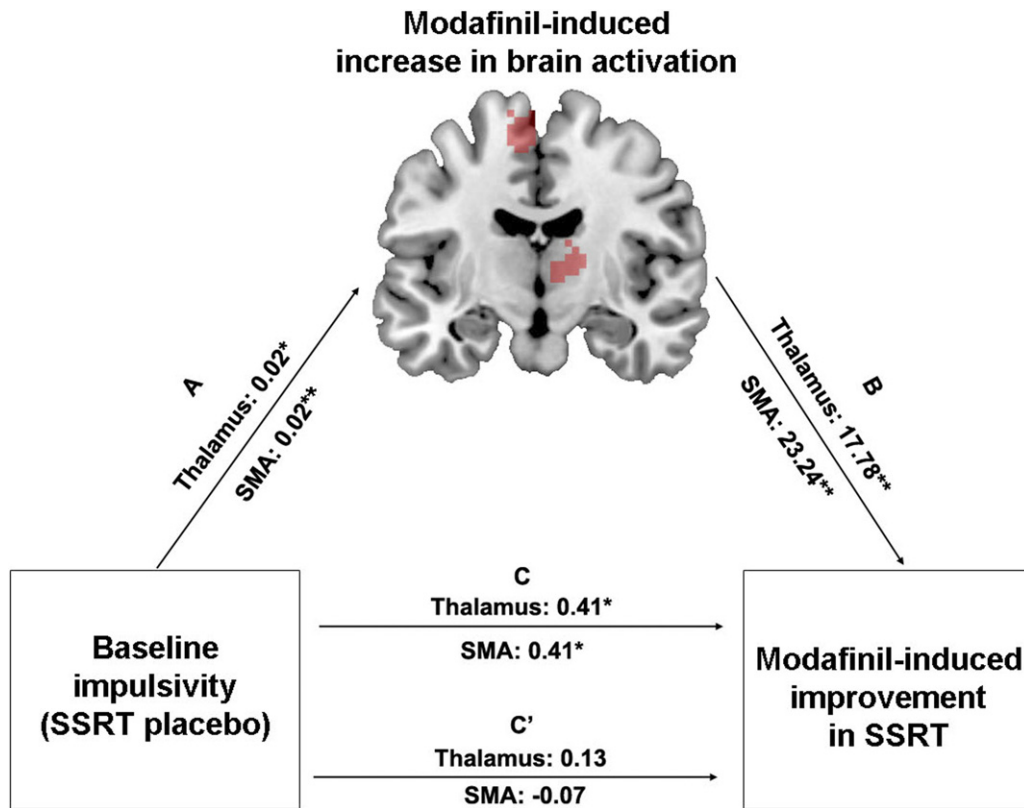 Modafinil-induced
increase in brain activation
A
Thalamus: 0.02*
SMA: 0.02**
B
Thalamus: 17.78**
SMA: 23.24**
Baseline
impulsivity
(SSRT placebo)
C
Thalamus: 0.41*
SMA: 0.41*
C’
Thalamus: 0.13
SMA: -0.07
Modafinil-induced
improvement
in SSRT